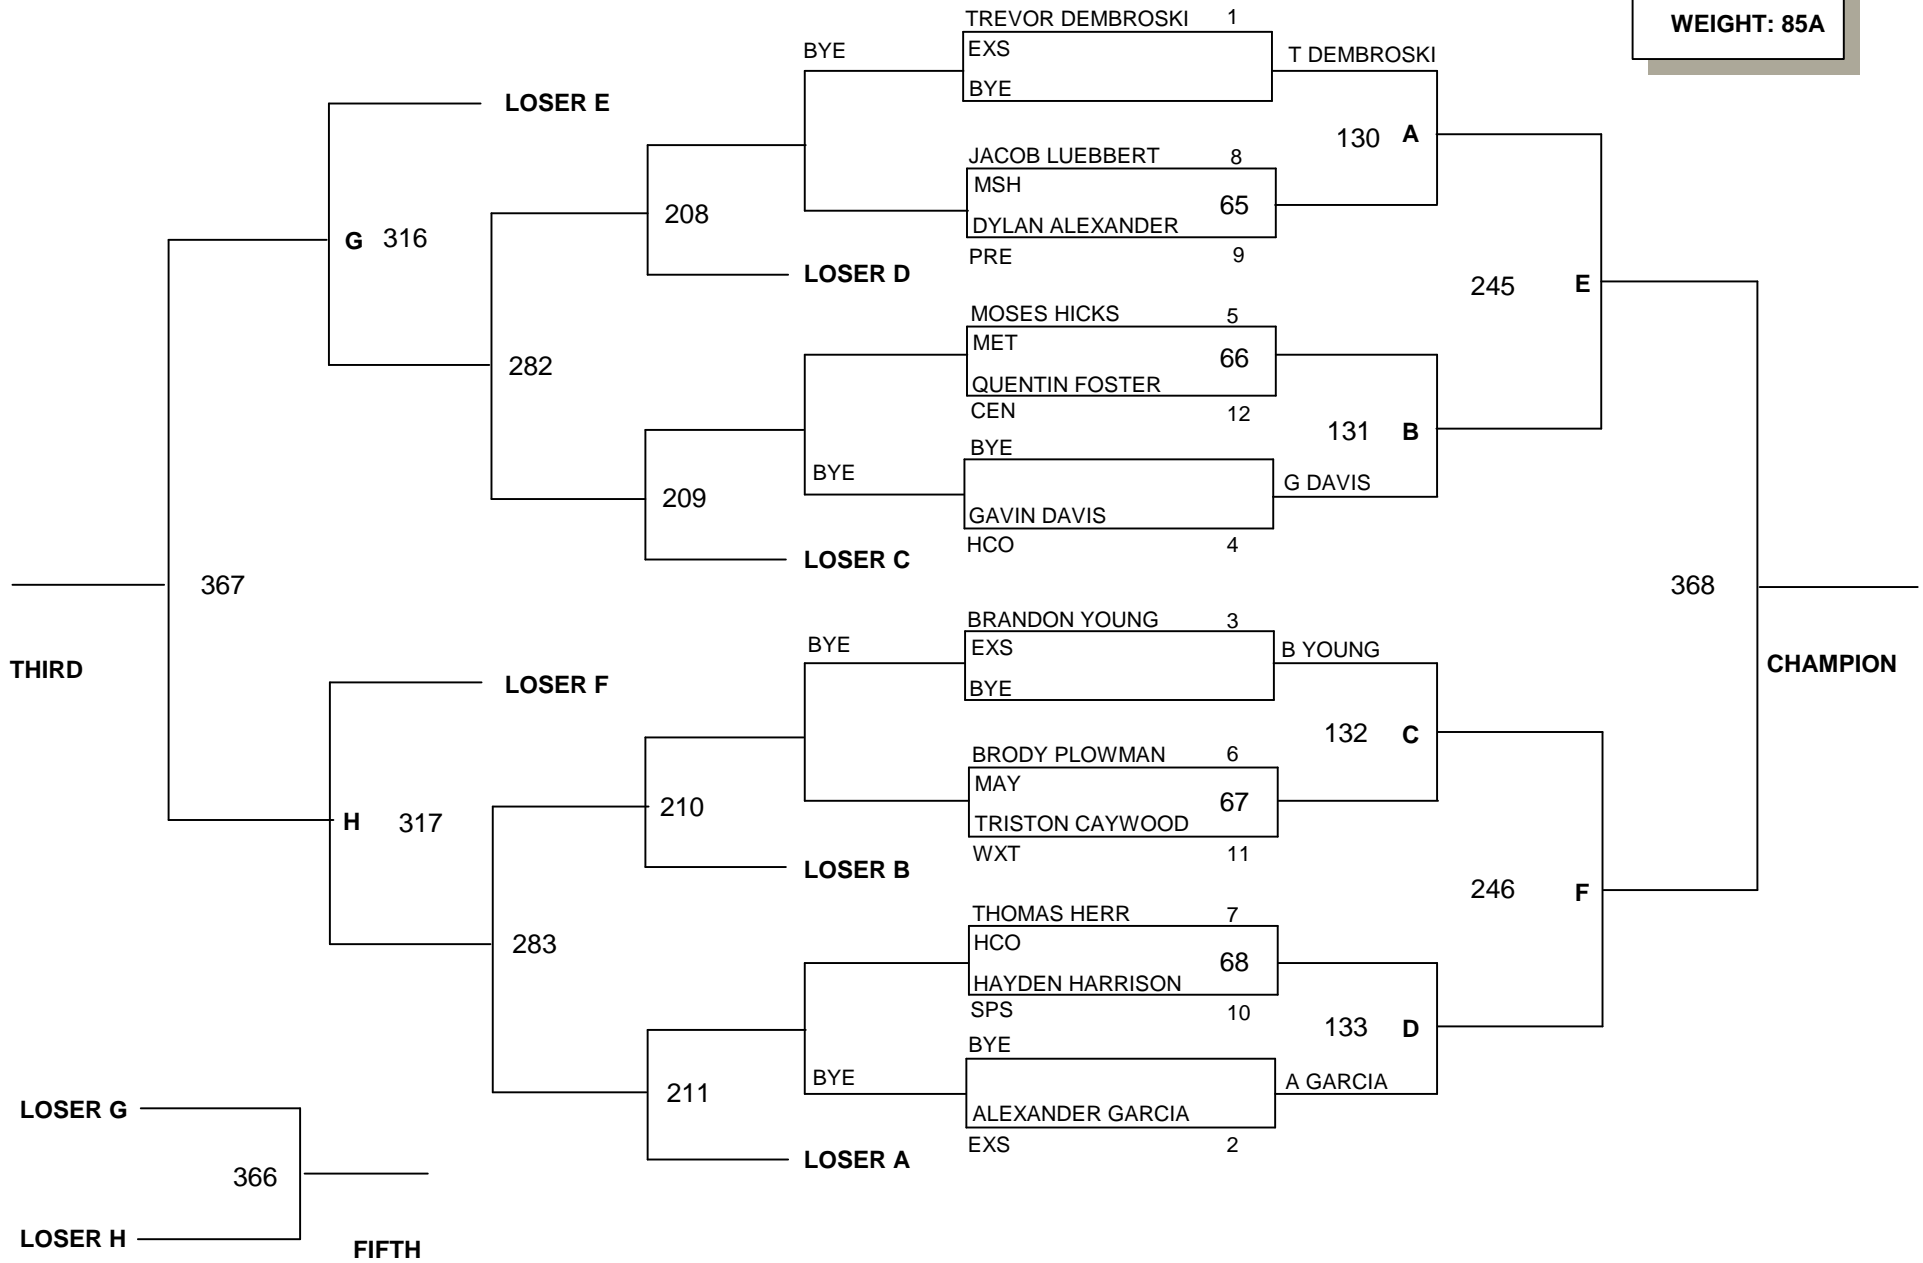 WEIGHT: 85A
TREVOR DEMBROSKI 1
BYE
EXS
T DEMBROSKI
BYE
LOSER E
130 A
JACOB LUEBBERT 8
MSH
65
208
DYLAN ALEXANDER
G 316
PRE 9
LOSER D
245 E
MOSES HICKS 5
MET
66
282
QUENTIN FOSTER
CEN 12
131 B
BYE
BYE
G DAVIS
209
GAVIN DAVIS
HCO 4
LOSER C
367
368
BRANDON YOUNG 3
BYE
EXS
B YOUNG
THIRD
CHAMPION
LOSER F
BYE
132 C
BRODY PLOWMAN 6
MAY
67
210
H 317
TRISTON CAYWOOD
WXT 11
LOSER B
246 F
THOMAS HERR 7
HCO
283
68
HAYDEN HARRISON
SPS 10
133 D
BYE
BYE
A GARCIA
211
LOSER G
ALEXANDER GARCIA
EXS 2
LOSER A
366
LOSER H
FIFTH